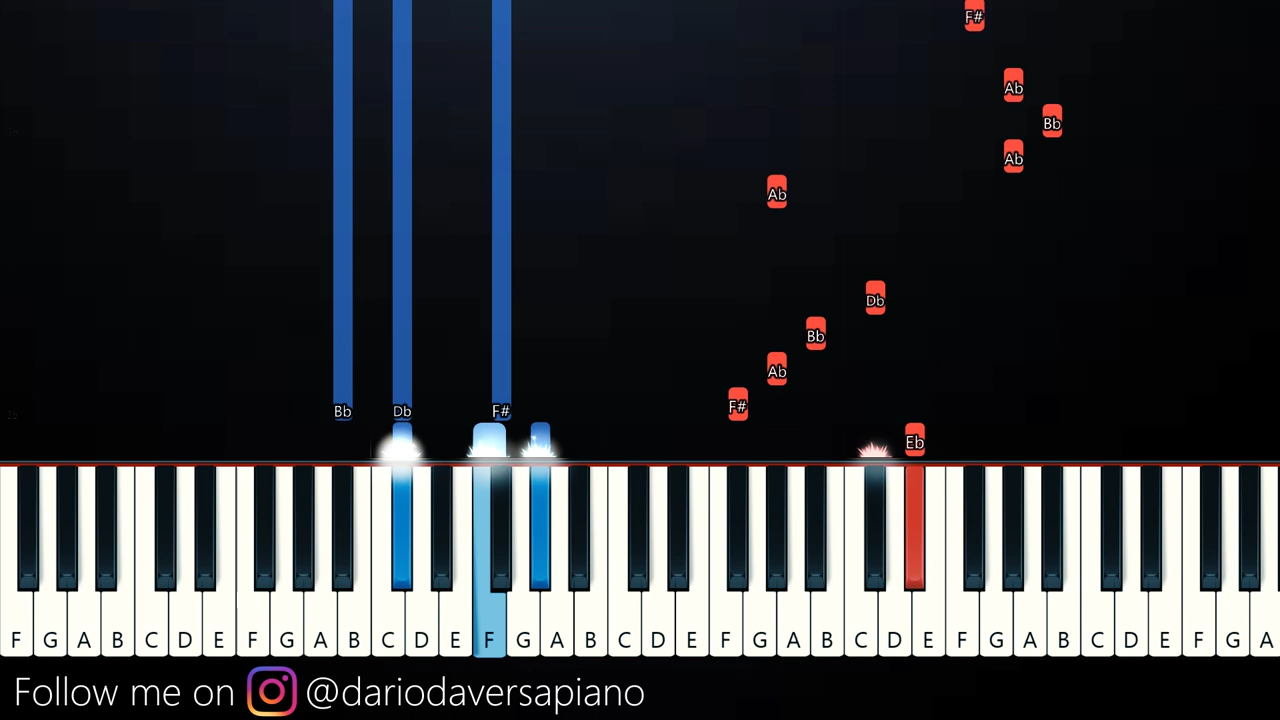 F#
Ab
Bb
Ab
Ab
Db
Bb
Ab
F#
Bb Db F#
Eb
F G A B C D E F G A B C D E F G A B C D E F G A B C D E F G A B C D E F G A
Follow me on @dariodaversapiano